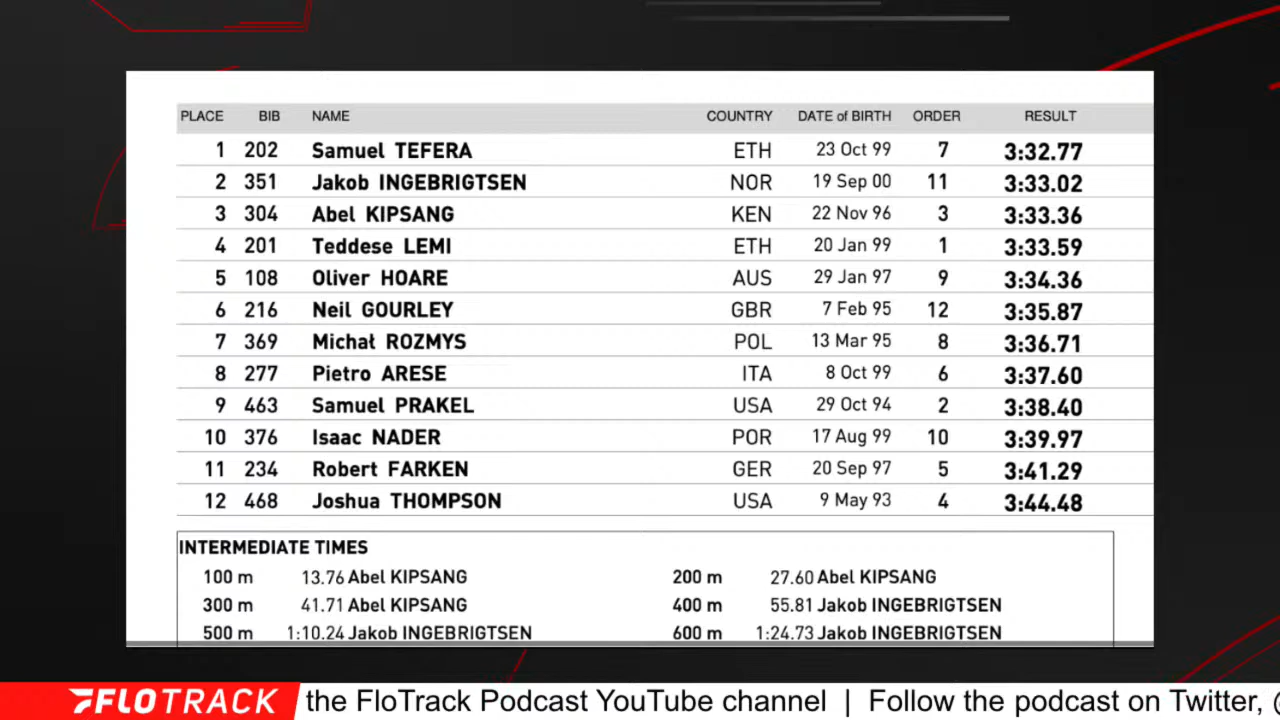 PLACE BIB NAME COUNTRY DATE of BIRTH ORDER RESULT
1 202 Samuel TEFERA ETH 23 Oct 99 7 3:32.77
2 351 Jakob INGEBRIGTSEN NOR 19 Sep 00 11 3:33.02
3 304 Abel KIPSANG KEN 22 Nov 96 3 3:33.36
4 201 Teddese LEMI ETH 20 Jan 99 1 3:33.59
5 108 Oliver HOARE AUS 29 Jan 97 9 3:34.36
6 216 Neil GOURLEY GBR 7 Feb 95 12 3:35.87
7 369 Michał ROZMYS POL 13 Mar 95 8 3:36.71
8 277 Pietro ARESE ITA 8 Oct 99 6 3:37.60
9 463 Samuel PRAKEL USA 29 Oct 94 2 3:38.40
10 376 Isaac NADER POR 17 Aug 99 10 3:39.97
11 234 Robert FARKEN GER 20 Sep 97 5 3:41.29
12 468 Joshua THOMPSON USA 9 May 93 4 3:44.48
INTERMEDIATE TIMES
100 m 13.76 Abel KIPSANG 200 m 27.60 Abel KIPSANG
300 m 41.71 Abel KIPSANG 400 m 55.81 Jakob INGEBRIGTSEN
500 m 1:10.24 Jakob INGEBRIGTSEN 600 m 1:24.73 Jakob INGEBRIGTSEN
FLOTRACK the FloTrack Podcast YouTube channel | Follow the podcast on Twitter, @